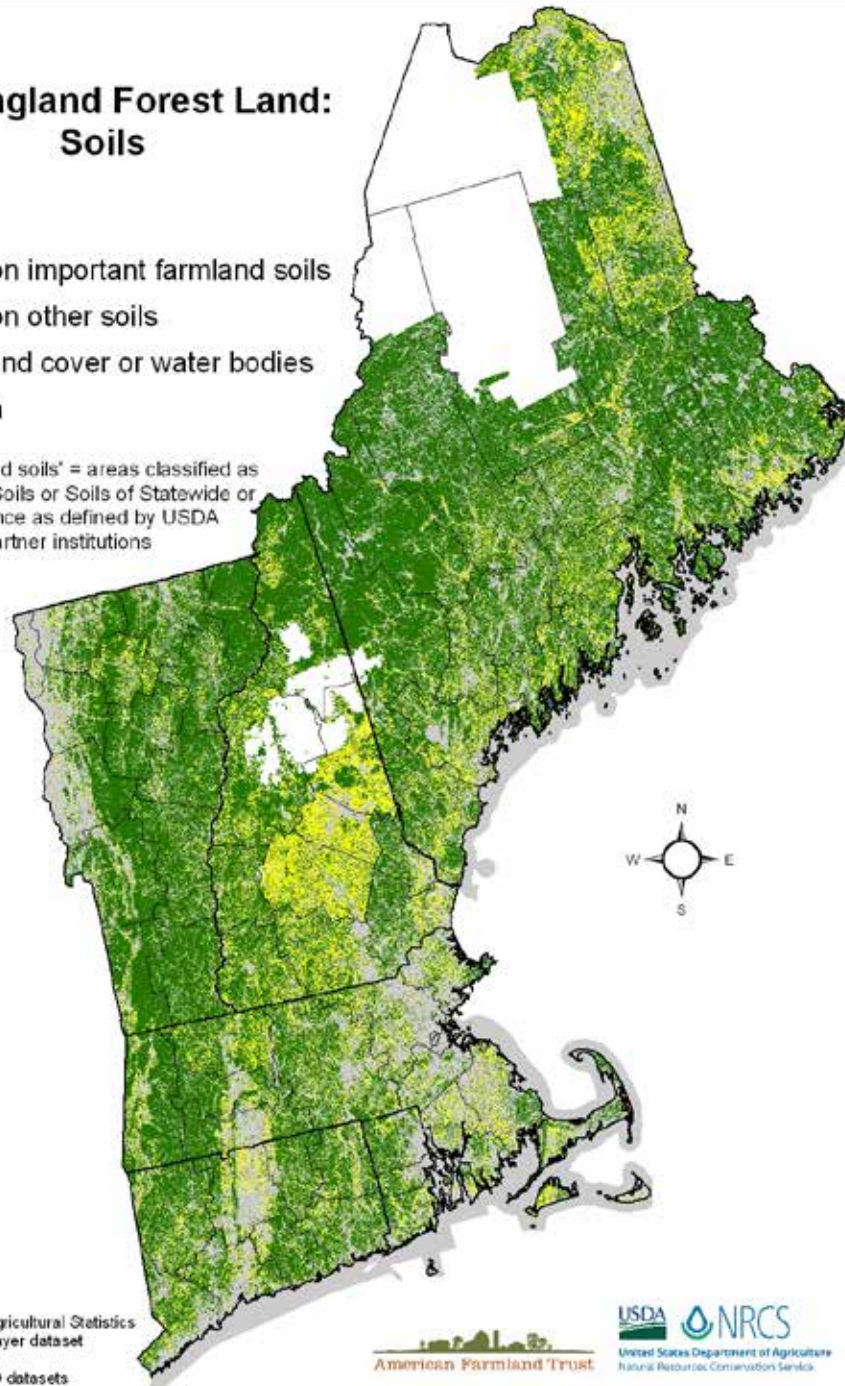 ngland Forest Land:
Soils
on important farmland soils
on other soils
and cover or water bodies
d soils' = areas classified as
Soils or Soils of Statewide or
nce as defined by USDA
artner institutions
N
W E
S
gricultural Statistics
ayer dataset
datasets
American Farmland Trust
USDA NRCS
United States Department of Agriculture
Natural Resources Conservation Service